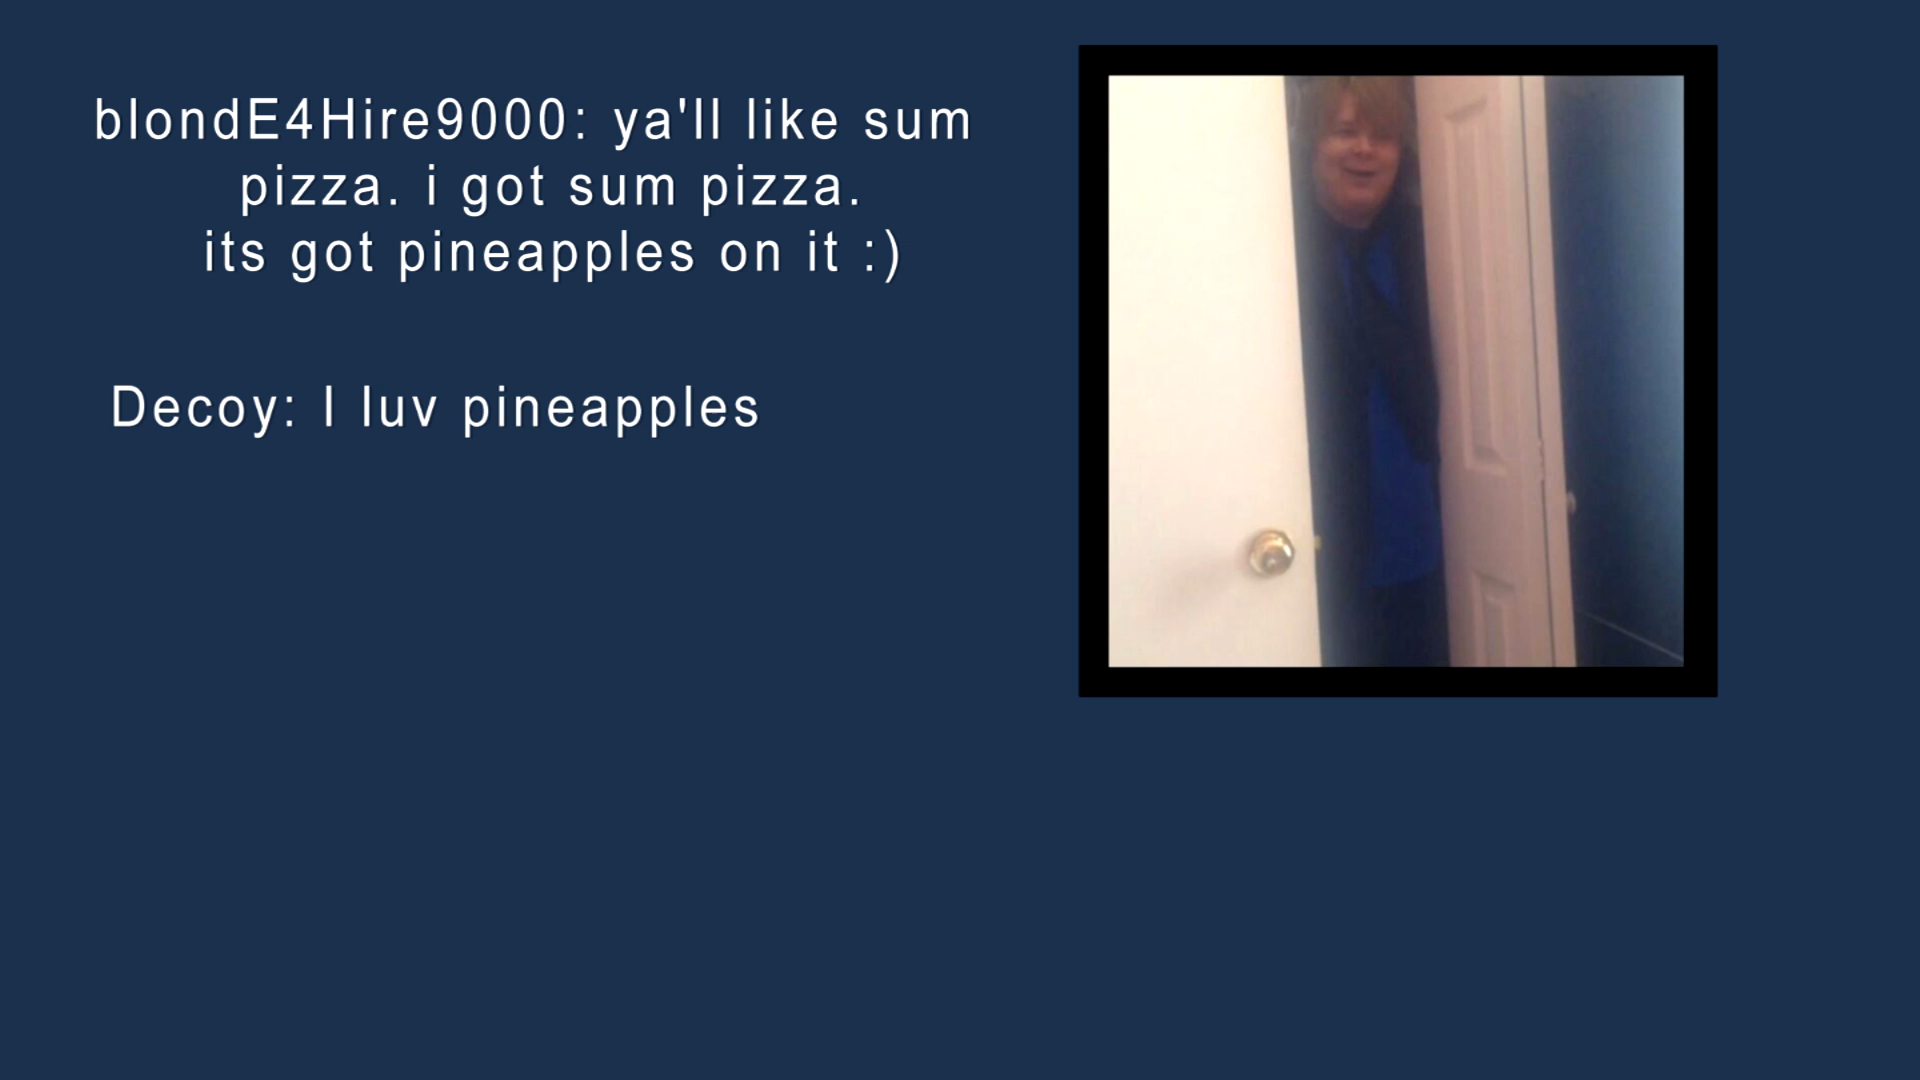 blondE4Hire9000: ya'll like sum
pizza. i got sum pizza.
its got pineapples on it :)
Decoy: I luv pineapples